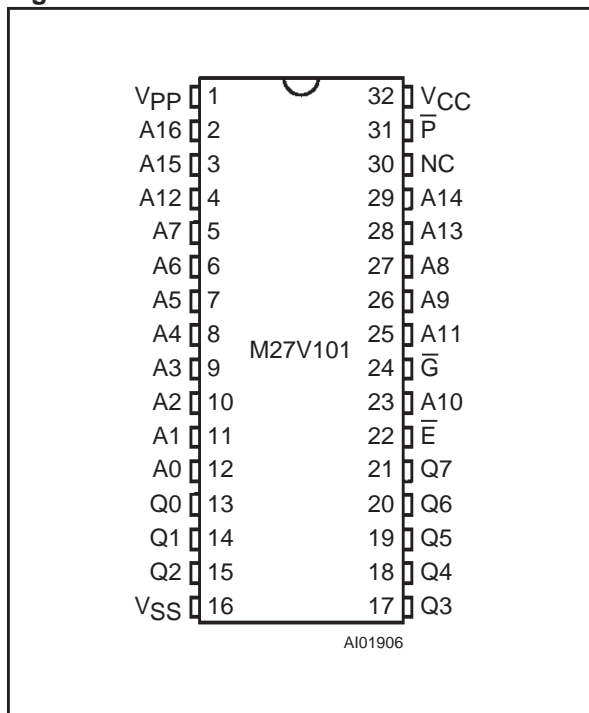 VPP 1 32 VCC
A16 2 31 P̅
A15 3 30 NC
A12 4 29 A14
A7 5 28 A13
A6 6 27 A8
A5 7 26 A9
A4 8 25 A11
M27V101
A3 9 24 G̅
A2 10 23 A10
A1 11 22 E̅
A0 12 21 Q7
Q0 13 20 Q6
Q1 14 19 Q5
Q2 15 18 Q4
VSS 16 17 Q3
AI01906